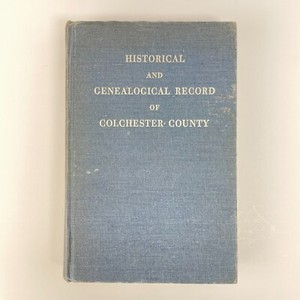 HISTORICAL
AND
GENEALOGICAL RECORD
OF
COLCHESTER COUNTY